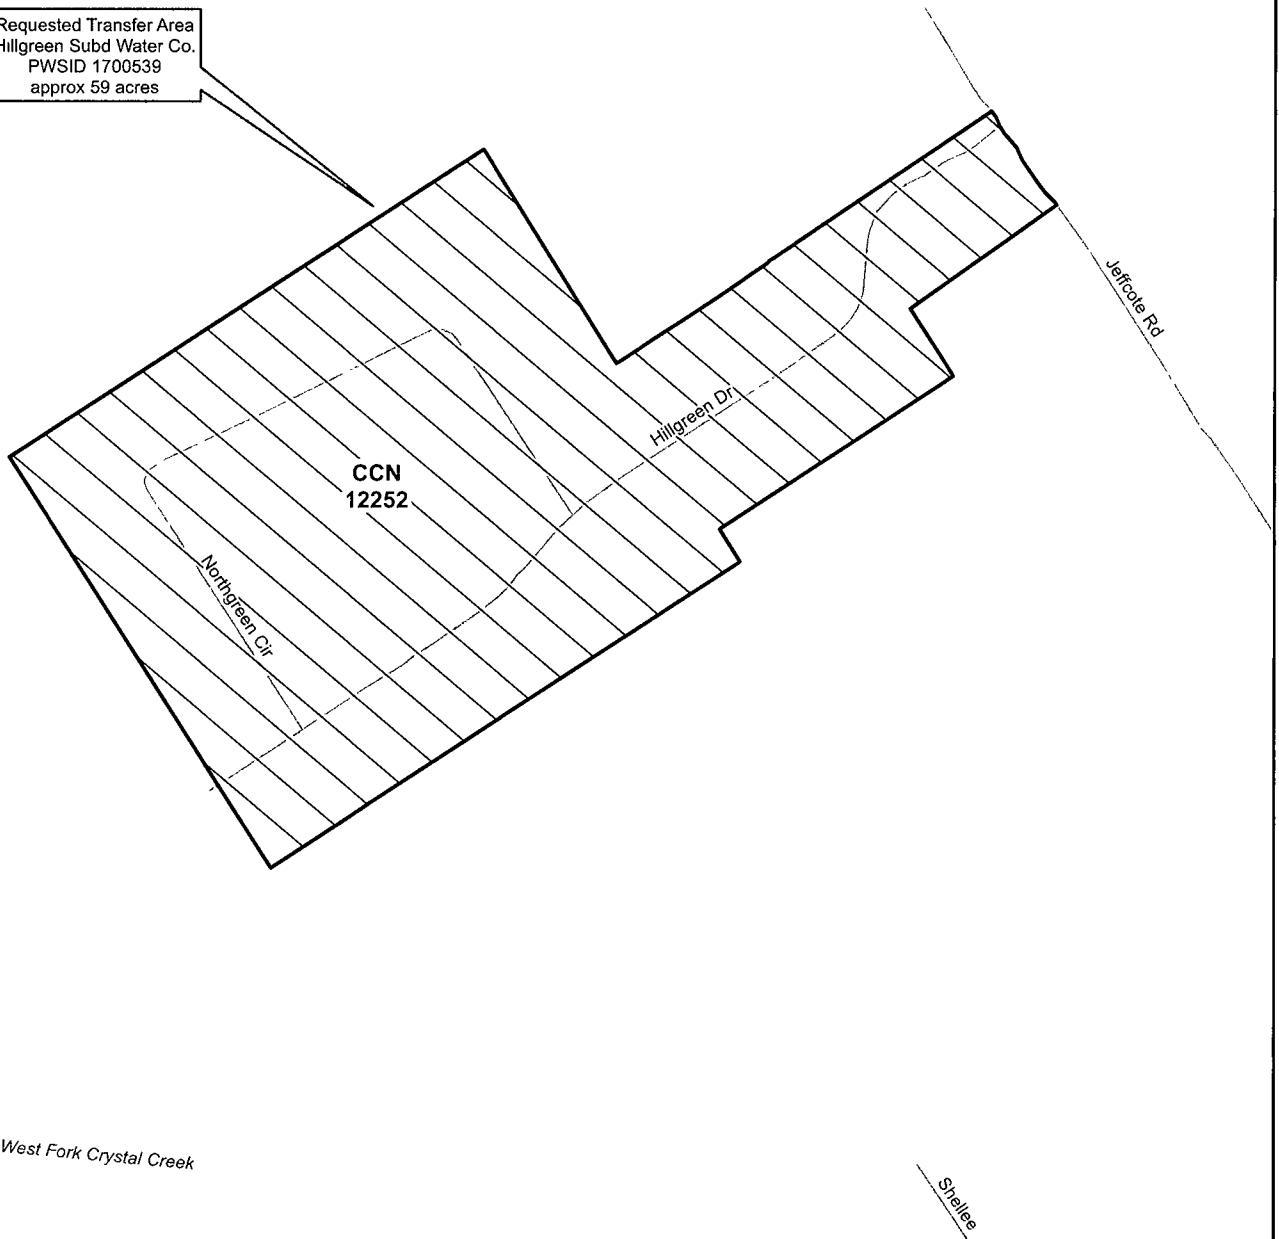 Requested Transfer Area
Hillgreen Subd Water Co.
PWSID 1700539
approx 59 acres
Jeffcote Rd
Hillgreen Dr
CCN
12252
Northgreen Cir
West Fork Crystal Creek
Shellee